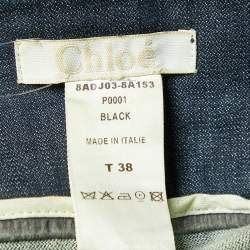 Chloé
8ADJ03-8A153
P0001
BLACK
MADE IN ITALIE
T 38